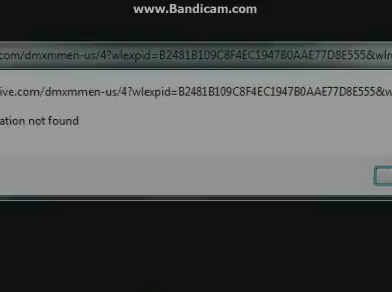 www.Bandicam.com
.com/dmxmmen-us/4?wlexpid=B2481B109C8F4EC1947B0AAE77D8E555&wlre
ive.com/dmxmmen-us/4?wlexpid=B2481B109C8F4EC1947B0AAE77D8E555&w
ation not found